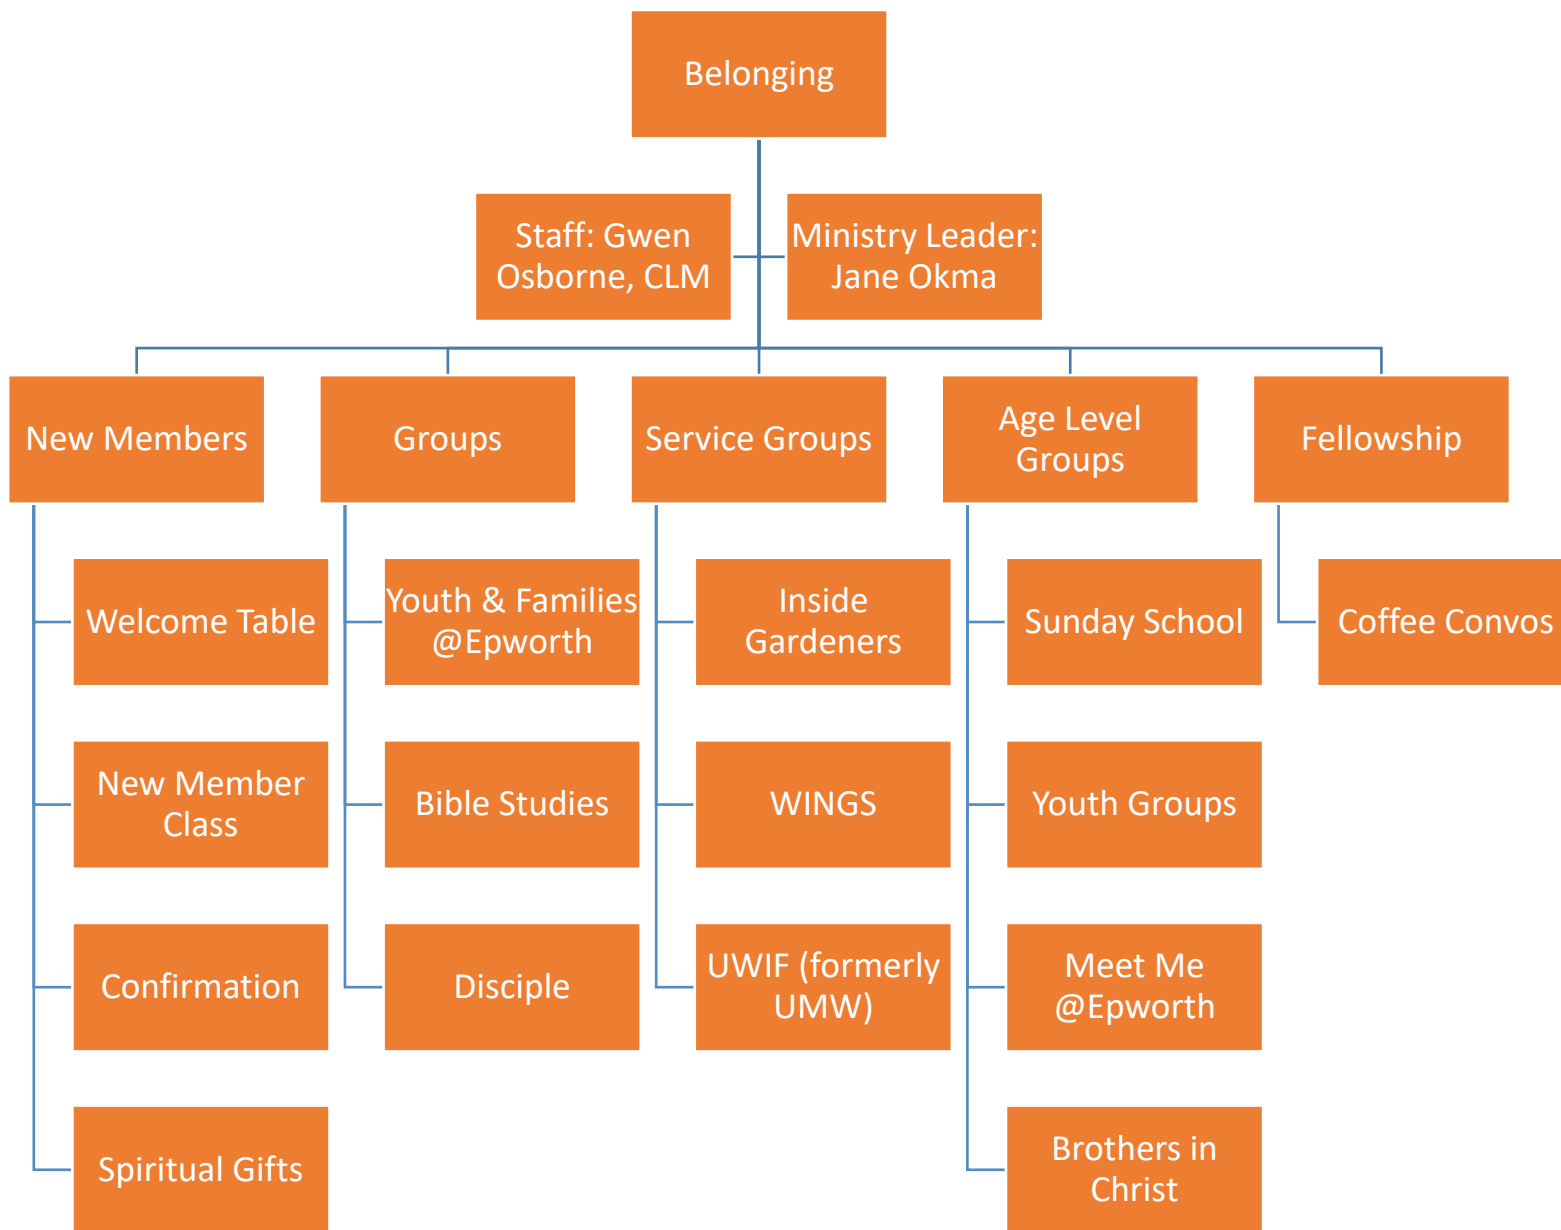 Belonging
Staff: Gwen
Osborne, CLM
Ministry Leader:
Jane Okma
New Members
Groups
Service Groups
Age Level
Groups
Fellowship
Welcome Table
Youth & Families
@Epworth
Inside
Gardeners
Sunday School
Coffee Convos
New Member
Class
Bible Studies
WINGS
Youth Groups
Confirmation
Disciple
UWIF (formerly
UMW)
Meet Me
@Epworth
Spiritual Gifts
Brothers in
Christ